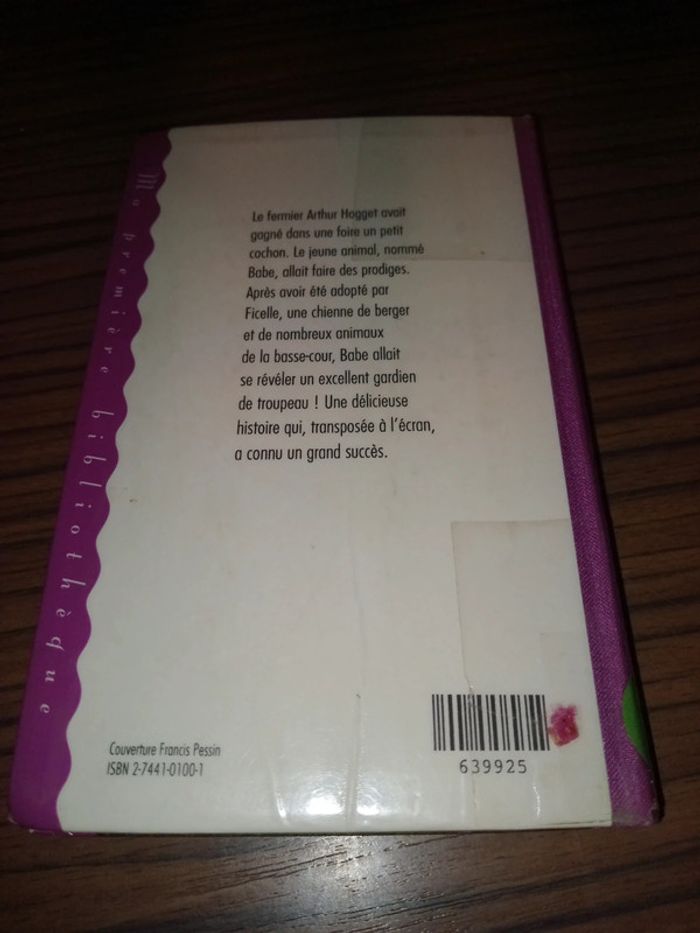 Ma première bibliothèque
Le fermier Arthur Hogget avait
gagné dans une foire un petit
cochon. Le jeune animal, nommé
Babe, allait faire des prodiges.
Après avoir été adopté par
Ficelle, une chienne de berger
et de nombreux animaux
de la basse-cour, Babe allait
se révéler un excellent gardien
de troupeau ! Une délicieuse
histoire qui, transposée à l'écran,
a connu un grand succès.
Couverture Francis Pessin
ISBN 2-7441-0100-1
639925